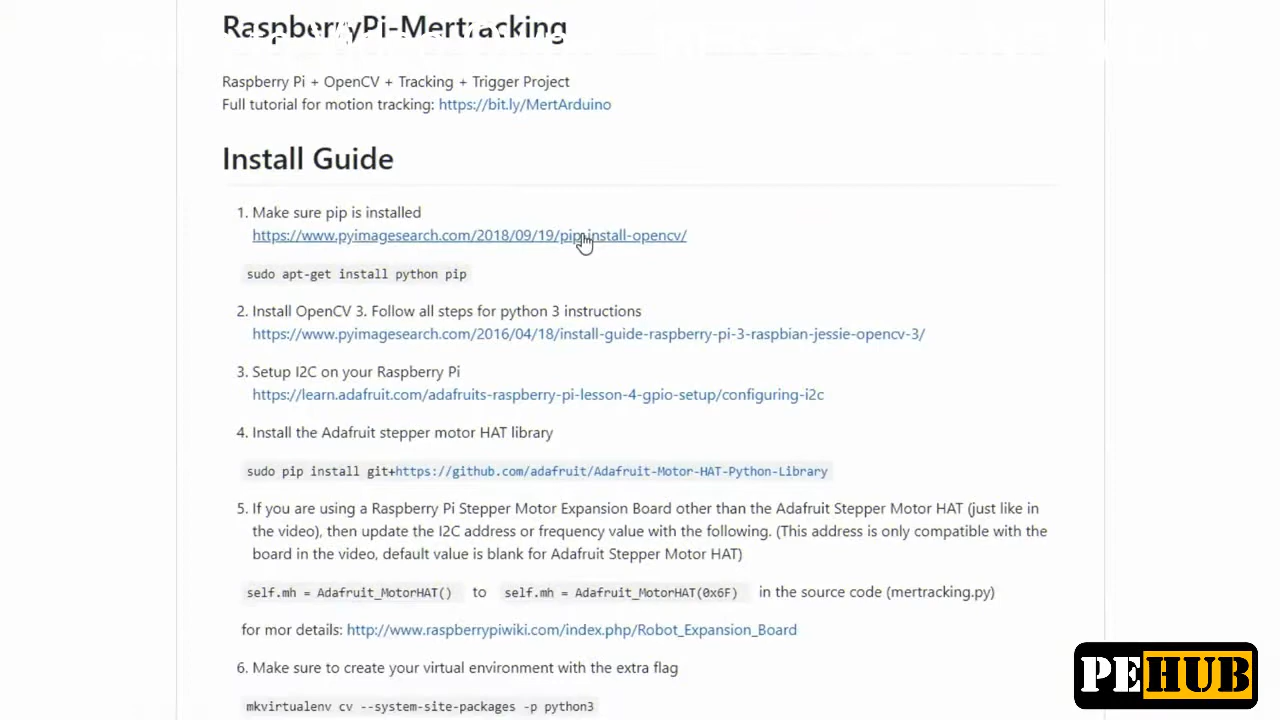 RaspberryPi-Mertracking
Raspberry Pi + OpenCV + Tracking + Trigger Project
Full tutorial for motion tracking: https://bit.ly/MertArduino
Install Guide
1. Make sure pip is installed
https://www.pyimagesearch.com/2018/09/19/pip-install-opencv/
sudo apt-get install python pip
2. Install OpenCV 3. Follow all steps for python 3 instructions
https://www.pyimagesearch.com/2016/04/18/install-guide-raspberry-pi-3-raspbian-jessie-opencv-3/
3. Setup I2C on your Raspberry Pi
https://learn.adafruit.com/adafruits-raspberry-pi-lesson-4-gpio-setup/configuring-i2c
4. Install the Adafruit stepper motor HAT library
sudo pip install git+https://github.com/adafruit/Adafruit-Motor-HAT-Python-Library
5. If you are using a Raspberry Pi Stepper Motor Expansion Board other than the Adafruit Stepper Motor HAT (just like in
the video), then update the I2C address or frequency value with the following. (This address is only compatible with the
board in the video, default value is blank for Adafruit Stepper Motor HAT)
self.mh = Adafruit_MotorHAT() to self.mh = Adafruit_MotorHAT(0x6F) in the source code (mertracking.py)
for mor details: http://www.raspberrypiwiki.com/index.php/Robot_Expansion_Board
6. Make sure to create your virtual environment with the extra flag
mkvirtualenv cv --system-site-packages -p python3
PEHUB